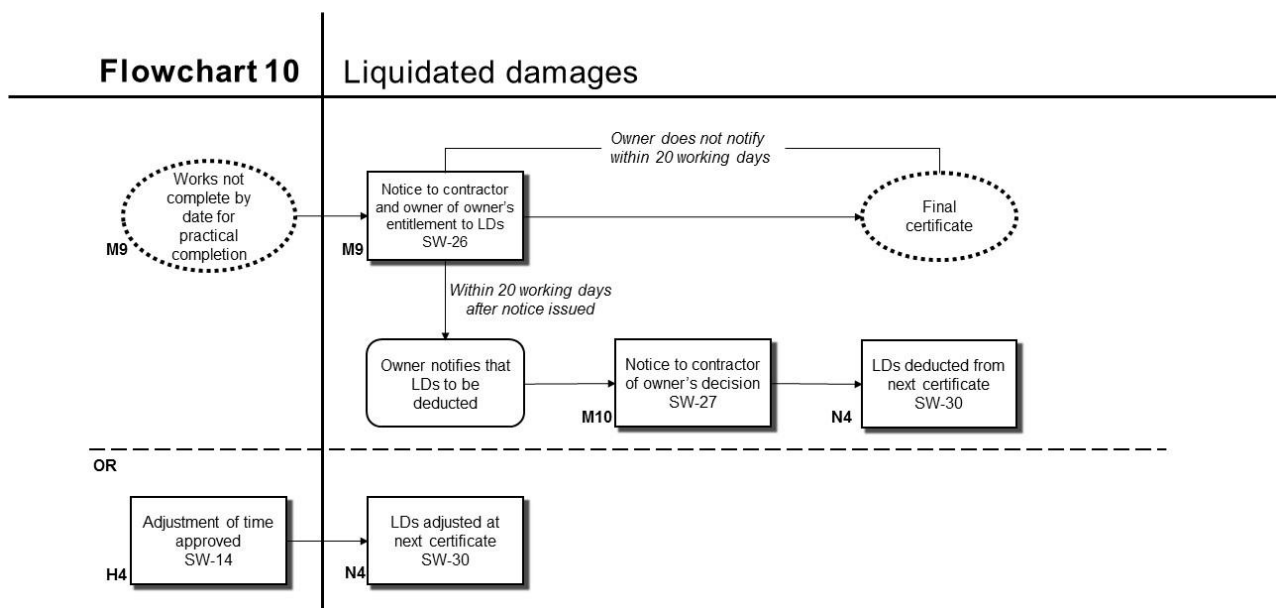 Flowchart 10
Liquidated damages
Owner does not notify
within 20 working days
Works not
complete by
date for
practical
completion
M9
Notice to contractor
and owner of owner's
entitlement to LDs
SW-26
M9
Final
certificate
Within 20 working days
after notice issued
Owner notifies that
LDs to be
deducted
Notice to contractor
of owner's decision
SW-27
M10
LDs deducted from
next certificate
SW-30
N4
OR
Adjustment of time
approved
SW-14
H4
LDs adjusted at
next certificate
SW-30
N4